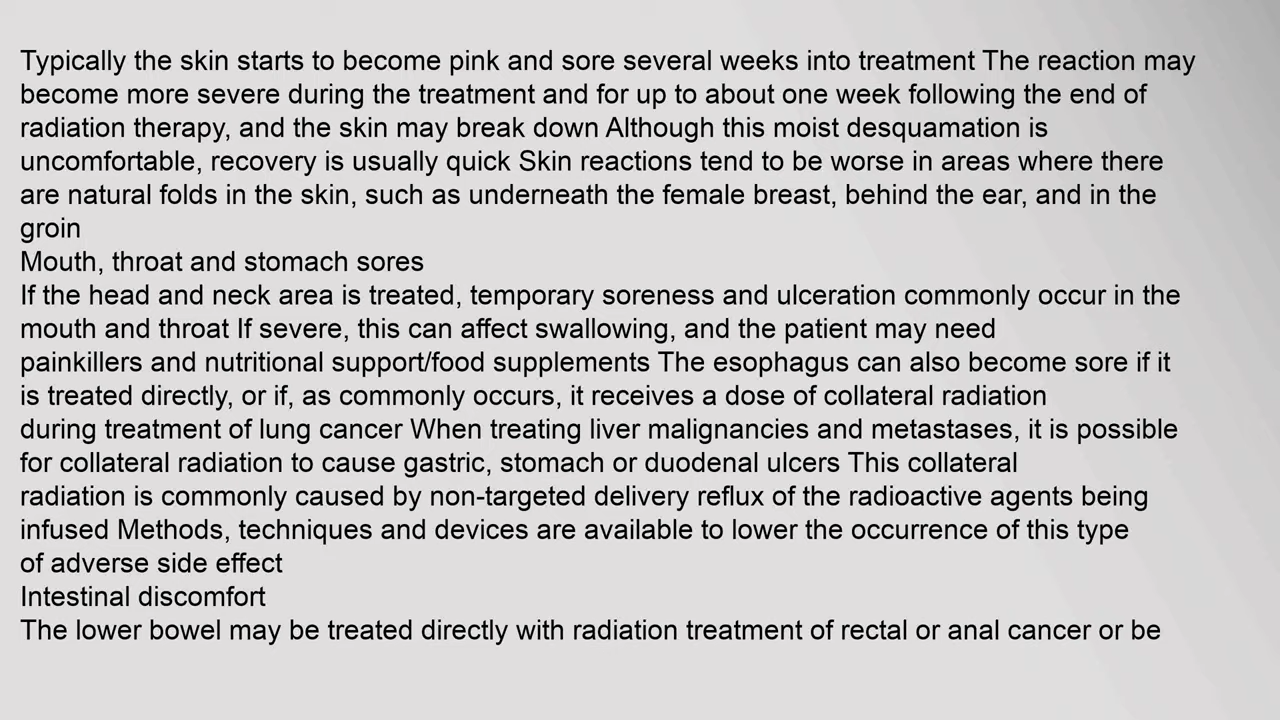 Typically the skin starts to become pink and sore several weeks into treatment The reaction may
become more severe during the treatment and for up to about one week following the end of
radiation therapy, and the skin may break down Although this moist desquamation is
uncomfortable, recovery is usually quick Skin reactions tend to be worse in areas where there
are natural folds in the skin, such as underneath the female breast, behind the ear, and in the
groin
Mouth, throat and stomach sores
If the head and neck area is treated, temporary soreness and ulceration commonly occur in the
mouth and throat If severe, this can affect swallowing, and the patient may need
painkillers and nutritional support/food supplements The esophagus can also become sore if it
is treated directly, or if, as commonly occurs, it receives a dose of collateral radiation
during treatment of lung cancer When treating liver malignancies and metastases, it is possible
for collateral radiation to cause gastric, stomach or duodenal ulcers This collateral
radiation is commonly caused by non-targeted delivery reflux of the radioactive agents being
infused Methods, techniques and devices are available to lower the occurrence of this type
of adverse side effect
Intestinal discomfort
The lower bowel may be treated directly with radiation treatment of rectal or anal cancer or be